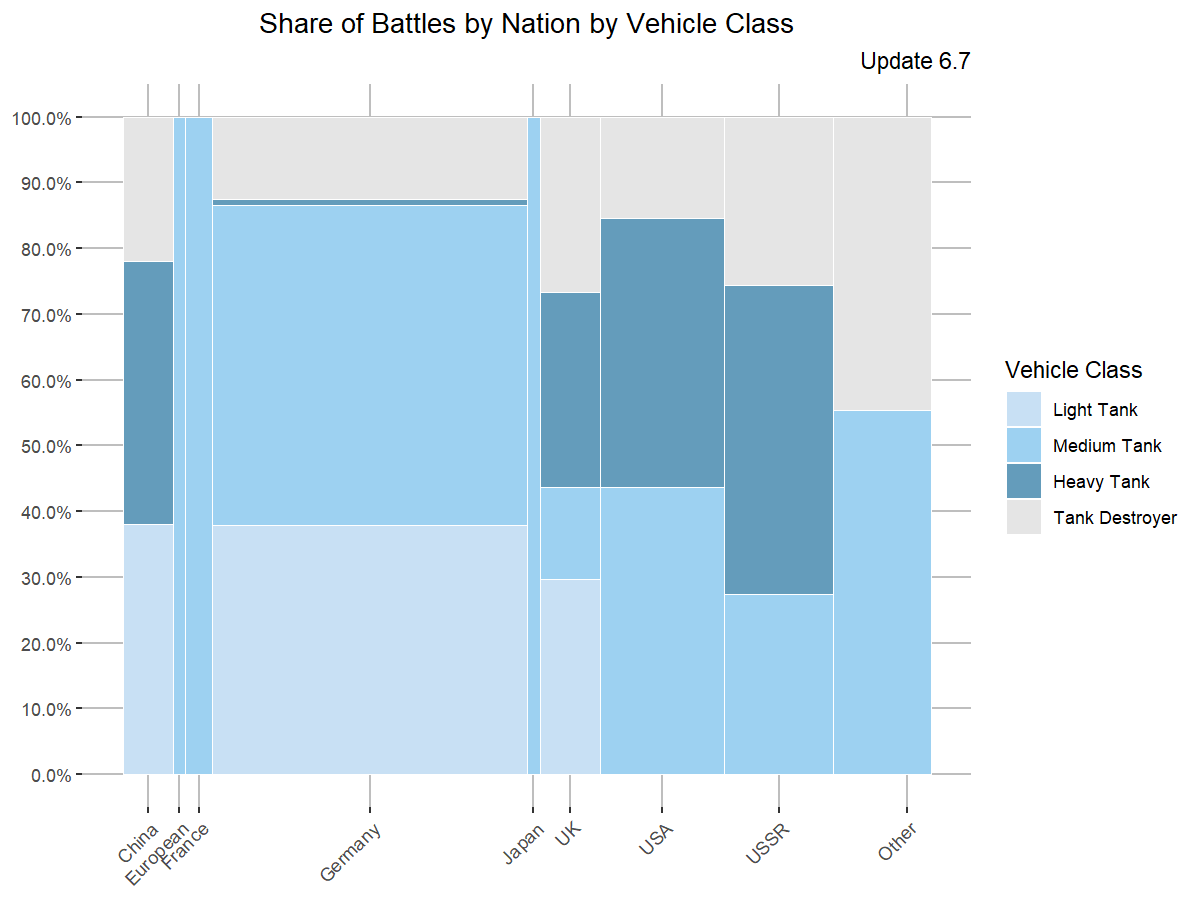 Share of Battles by Nation by Vehicle Class
Update 6.7
100.0%
90.0%
80.0%
70.0%
60.0%
50.0%
40.0%
30.0%
20.0%
10.0%
0.0%
China
European
France
Germany
Japan
UK
USA
USSR
Other
Vehicle Class
Light Tank
Medium Tank
Heavy Tank
Tank Destroyer